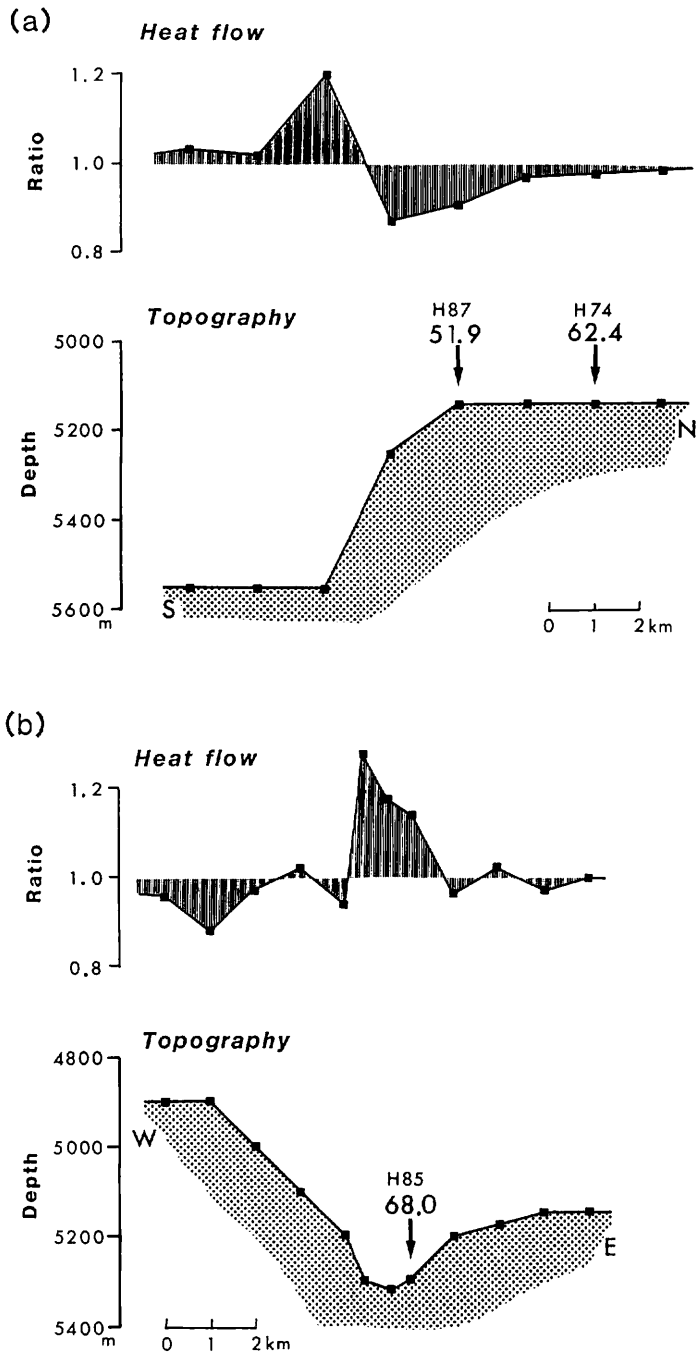 (a)
Heat flow
1.2
1.0
0.8
Ratio
Topography
H87
51.9
H74
62.4
5000
5200
5400
5600
m
Depth
S
N
0 1 2 km
(b)
Heat flow
1.2
1.0
0.8
Ratio
Topography
4800
5000
5200
5400
m
Depth
W
H85
68.0
E
0 1 2 km